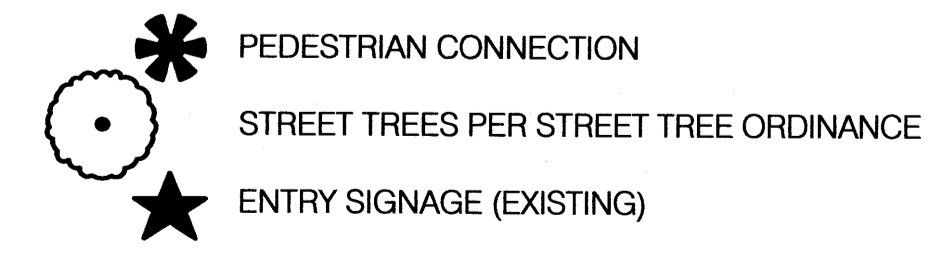 PEDESTRIAN CONNECTION
STREET TREES PER STREET TREE ORDINANCE
ENTRY SIGNAGE (EXISTING)